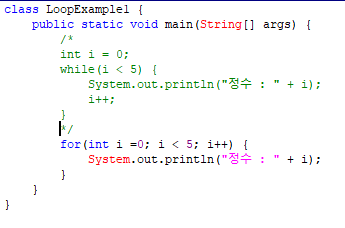 class LoopExample1 {
public static void main(String[] args) {
/*
int i = 0;
while(i < 5) {
System.out.println("정수 : " + i);
i++;
}
*/
for(int i =0; i < 5; i++) {
System.out.println("정수 : " + i);
}
}
}